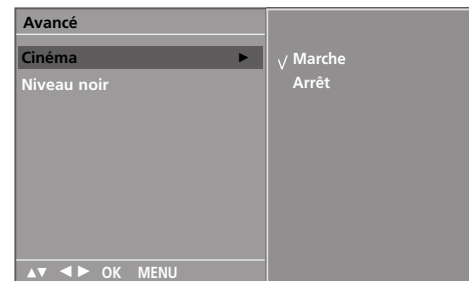 Avancé
Cinéma ►
Niveau noir
√ Marche
Arrêt
▲▼ ◄► OK MENU